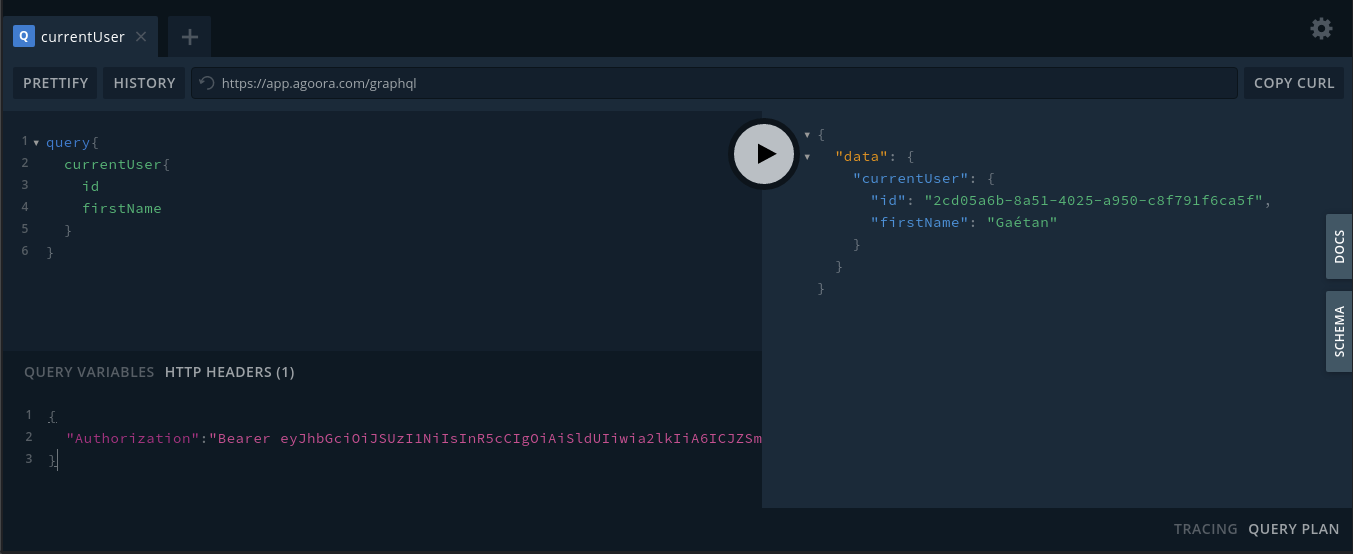 Q currentUser
PRETTIFY HISTORY https://app.agoora.com/graphql COPY CURL
1 query{
2 currentUser{
3 id
4 firstName
5 }
6 }
{
"data": {
"currentUser": {
"id": "2cd05a6b-8a51-4025-a950-c8f791f6ca5f",
"firstName": "Gaétan"
}
}
}
DOCS
SCHEMA
QUERY VARIABLES HTTP HEADERS (1)
1 {
2 "Authorization":"Bearer eyJhbGciOiJSUzI1NiIsInR5cCIgOiAiSldUIiwia2lkIiA6ICJZSm
3 }
TRACING QUERY PLAN